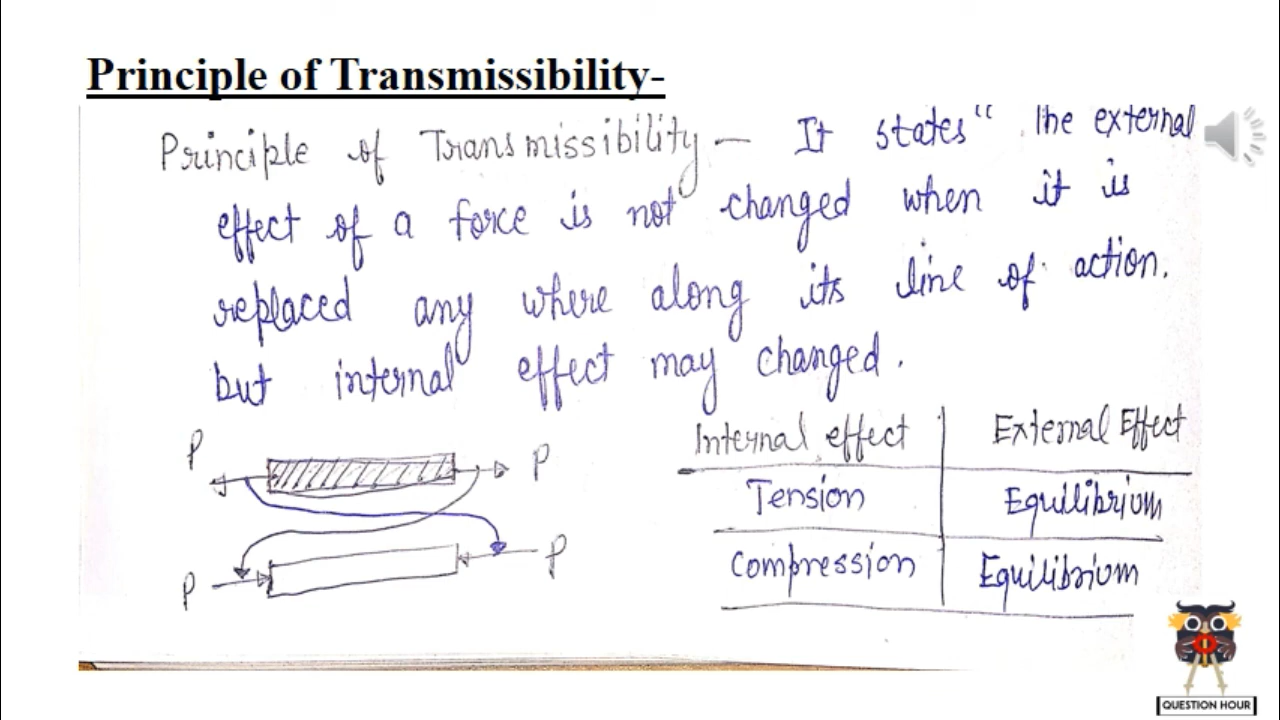 Principle of Transmissibility-
Principle of Transmissibility — It states “ The external
effect of a force is not changed when it is
replaced any where along its line of action.
but internal effect may changed.
P P
P P
Internal effect External Effect
Tension Equillibrium
Compression Equilibrium
QUESTION HOUR